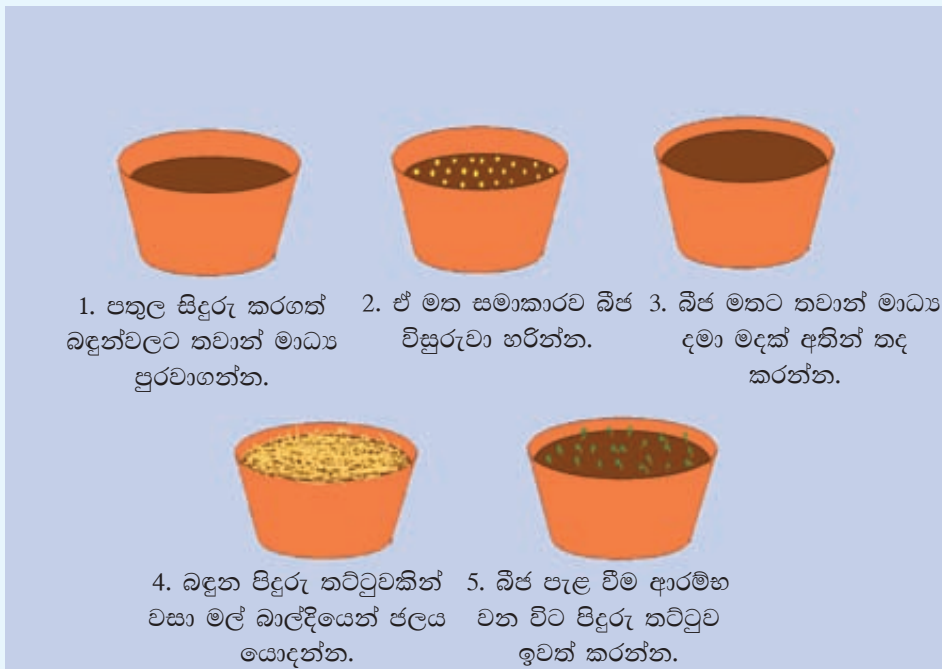 1. පතුල සිදුරු කරගත්
බඳුන්වලට තවාන් මාධ්‍ය
පුරවාගන්න.
2. ඒ මත සමාකාරව බීජ
විසුරුවා හරින්න.
3. බීජ මතට තවාන් මාධ්‍ය
දමා මදක් අතින් තද
කරන්න.
4. බඳුන පිදුරු තට්ටුවකින්
වසා මල් බාල්දියෙන් ජලය
යොදන්න.
5. බීජ පැළ වීම ආරම්භ
වන විට පිදුරු තට්ටුව
ඉවත් කරන්න.